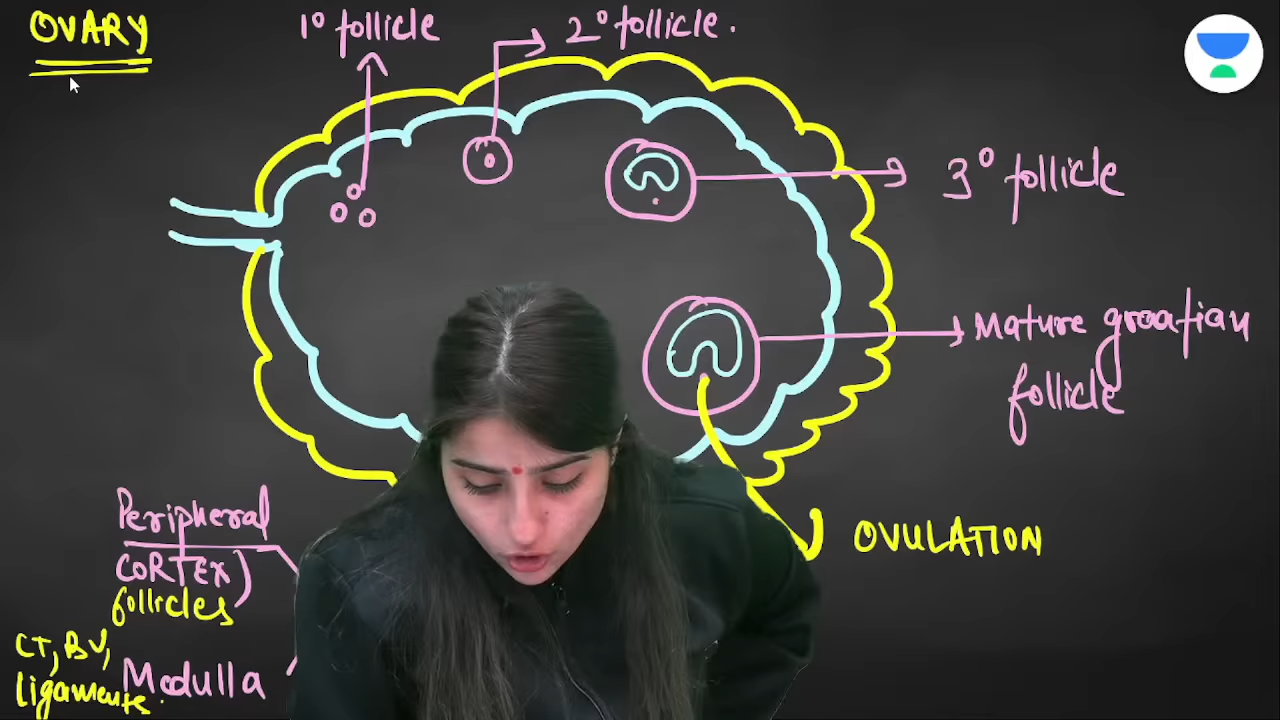 OVARY
1° follicle
2° follicle.
3° follicle
Mature graafian
follicle
OVULATION
Peripheral
CORTEX)
follicles
CT, BV,
ligaments.
Medulla